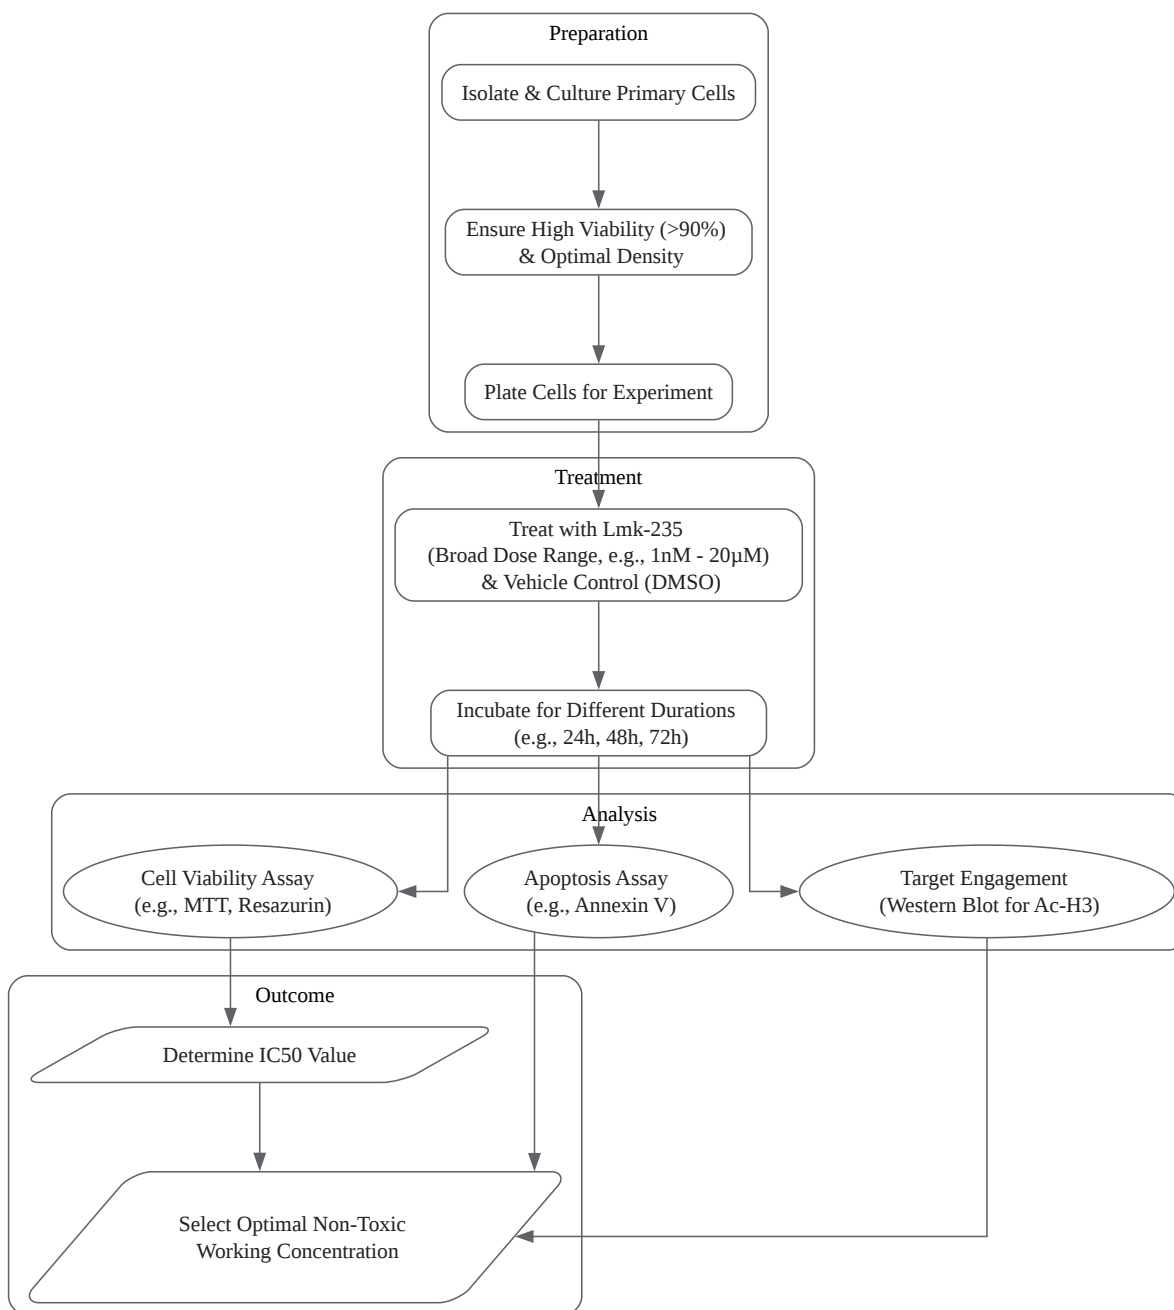 Preparation
Isolate & Culture Primary Cells
Ensure High Viability (>90%)
& Optimal Density
Plate Cells for Experiment
Treatment
Treat with Lmk-235
(Broad Dose Range, e.g., 1nM - 20µM)
& Vehicle Control (DMSO)
Incubate for Different Durations
(e.g., 24h, 48h, 72h)
Analysis
Cell Viability Assay
(e.g., MTT, Resazurin)
Apoptosis Assay
(e.g., Annexin V)
Target Engagement
(Western Blot for Ac-H3)
Outcome
Determine IC50 Value
Select Optimal Non-Toxic
Working Concentration